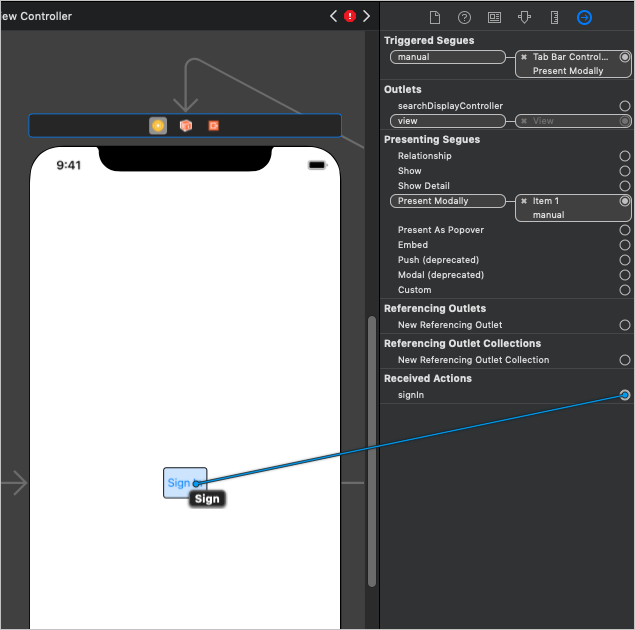 ew Controller
9:41
Sign
Sign
Triggered Segues
manual
Tab Bar Control...
Present Modally
Outlets
searchDisplayController
view
View
Presenting Segues
Relationship
Show
Show Detail
Present Modally
Item 1
manual
Present As Popover
Embed
Push (deprecated)
Modal (deprecated)
Custom
Referencing Outlets
New Referencing Outlet
Referencing Outlet Collections
New Referencing Outlet Collection
Received Actions
signIn